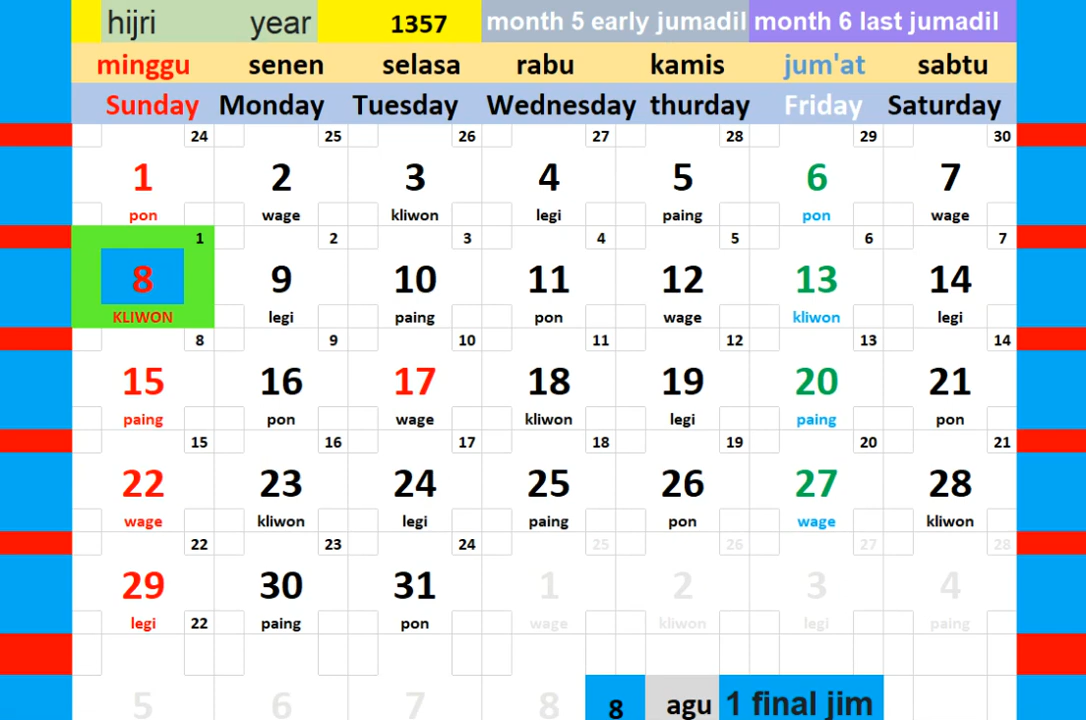 hijri year 1357 month 5 early jumadil month 6 last jumadil
minggu senen selasa rabu kamis jum'at sabtu
Sunday Monday Tuesday Wednesday thurday Friday Saturday
24 25 26 27 28 29 30
1 2 3 4 5 6 7
pon wage kliwon legi paing pon wage
1 2 3 4 5 6 7
8 9 10 11 12 13 14
KLIWON legi paing pon wage kliwon legi
8 9 10 11 12 13 14
15 16 17 18 19 20 21
paing pon wage kliwon legi paing pon
15 16 17 18 19 20 21
22 23 24 25 26 27 28
wage kliwon legi paing pon wage kliwon
22 23 24 25 26 27 28
29 30 31 1 2 3 4
legi 22 paing pon wage kliwon legi paing
5 6 7 8 8 agu 1 final jim